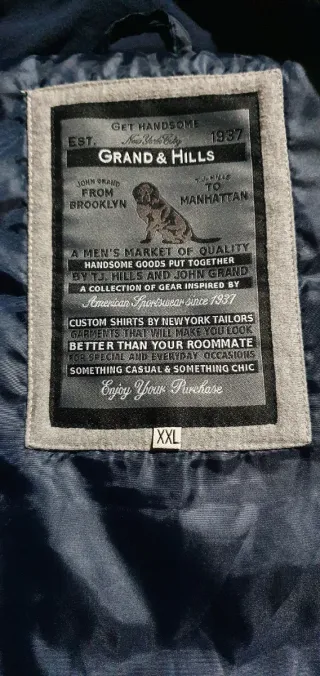 GET HANDSOME
EST. New York City 1937
GRAND & HILLS
JOHN GRAND FROM BROOKLYN
T.J. HILLS TO MANHATTAN
A MEN'S MARKET OF QUALITY
HANDSOME GOODS PUT TOGETHER
BY T.J. HILLS AND JOHN GRAND
A COLLECTION OF GEAR INSPIRED BY
American Sportswear since 1937
CUSTOM SHIRTS BY NEW YORK TAILORS
GARMENTS THAT WILL MAKE YOU LOOK
BETTER THAN YOUR ROOMMATE
FOR SPECIAL AND EVERYDAY OCCASIONS
SOMETHING CASUAL & SOMETHING CHIC
Enjoy Your Purchase
XXL